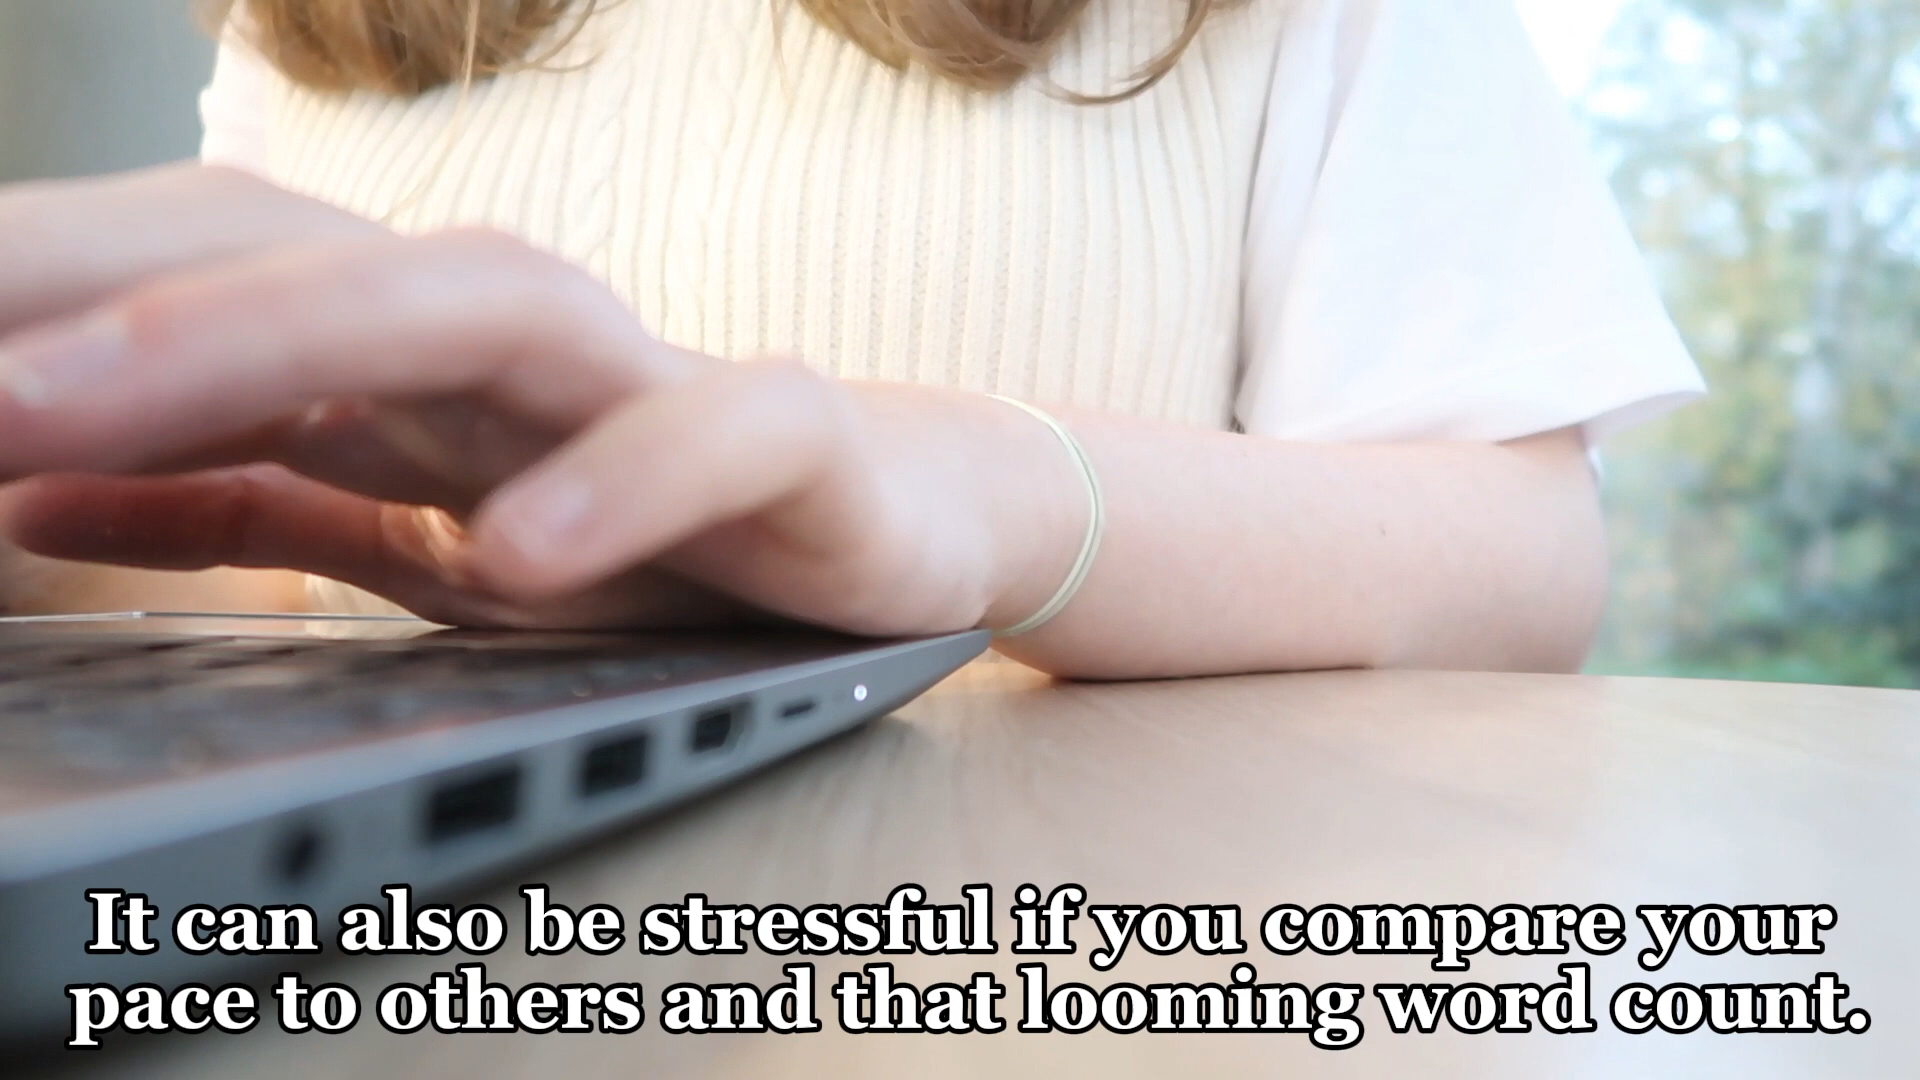 It can also be stressful if you compare your
pace to others and that looming word count.